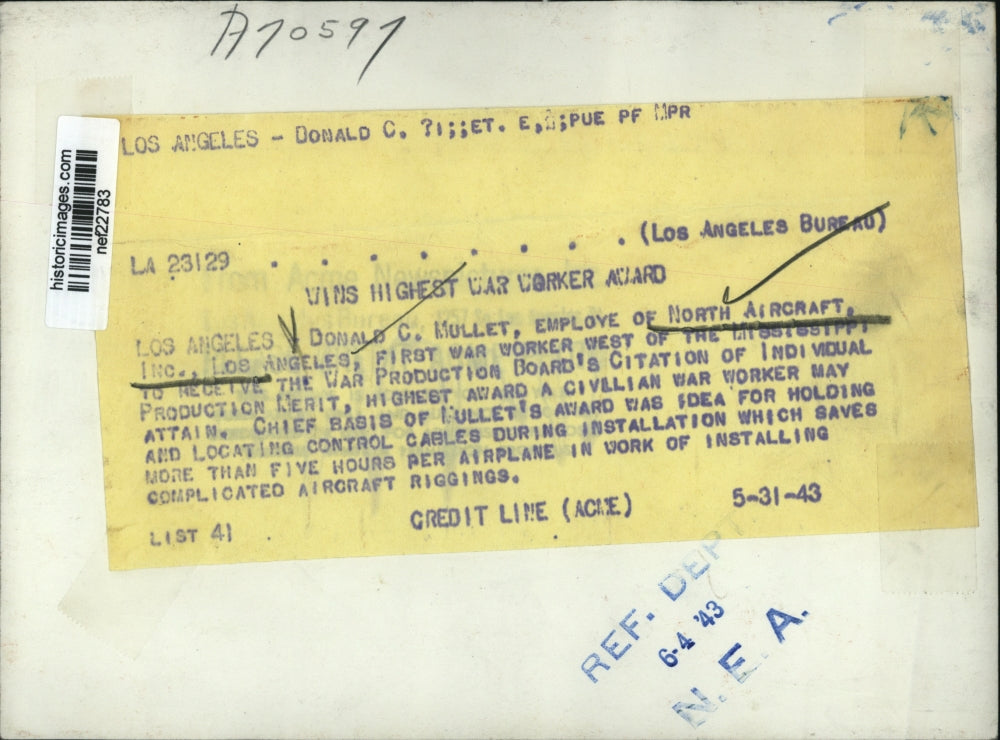 A70597
historicimages.com
nef22783
LOS ANGELES - DONALD C. ?I;;ET. E,;PUE PF MPR
LA 23129 . . . . . . . . (LOS ANGELES BUREAU)
WINS HIGHEST WAR WORKER AWARD
LOS ANGELES DONALD C. MULLET, EMPLOYE OF NORTH AIRCRAFT,
INC., LOS ANGELES, FIRST WAR WORKER WEST OF THE MISSISSIPPI
TO RECEIVE THE WAR PRODUCTION BOARD'S CITATION OF INDIVIDUAL
PRODUCTION MERIT, HIGHEST AWARD A CIVLLIAN WAR WORKER MAY
ATTAIN. CHIEF BASIS OF MULLET'S AWARD WAS IDEA FOR HOLDING
AND LOCATING CONTROL CABLES DURING INSTALLATION WHICH SAVES
MORE THAN FIVE HOURS PER AIRPLANE IN WORK OF INSTALLING
COMPLICATED AIRCRAFT RIGGINGS.
LIST 41 CREDIT LINE (ACME) 5-31-43
REF. DEPT
6-4 '43
N. E. A.